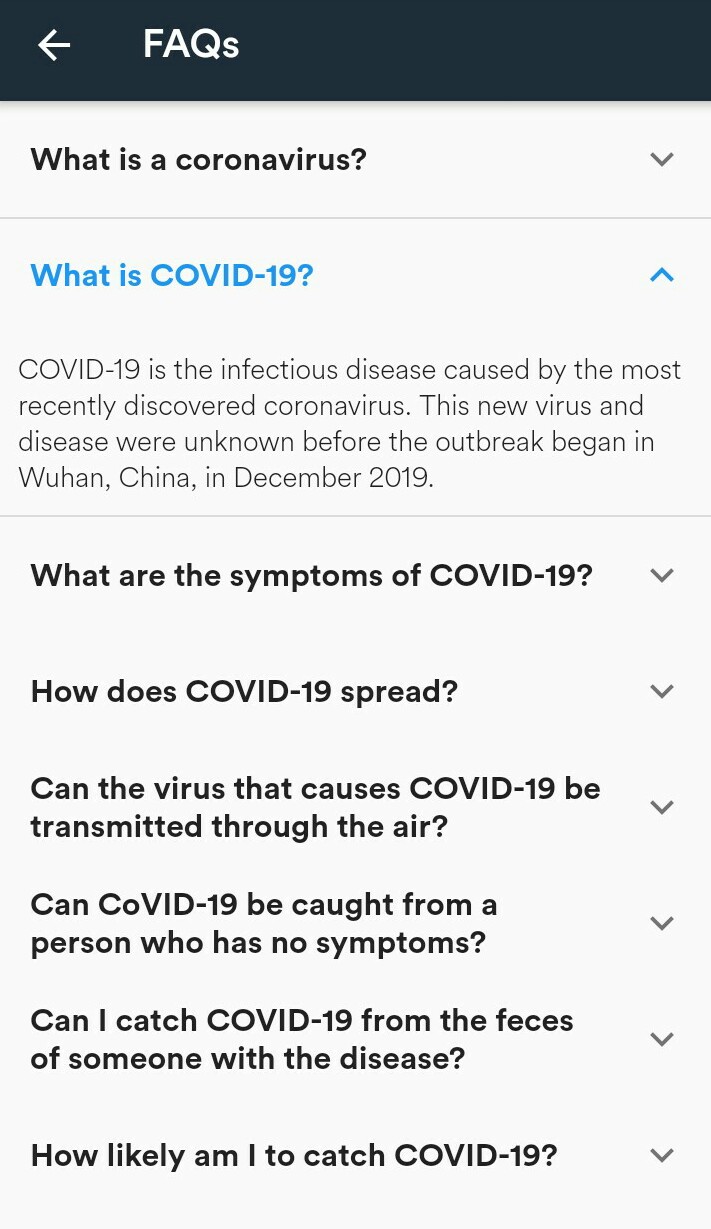 FAQs
What is a coronavirus?
What is COVID-19?
COVID-19 is the infectious disease caused by the most
recently discovered coronavirus. This new virus and
disease were unknown before the outbreak began in
Wuhan, China, in December 2019.
What are the symptoms of COVID-19?
How does COVID-19 spread?
Can the virus that causes COVID-19 be
transmitted through the air?
Can CoVID-19 be caught from a
person who has no symptoms?
Can I catch COVID-19 from the feces
of someone with the disease?
How likely am I to catch COVID-19?